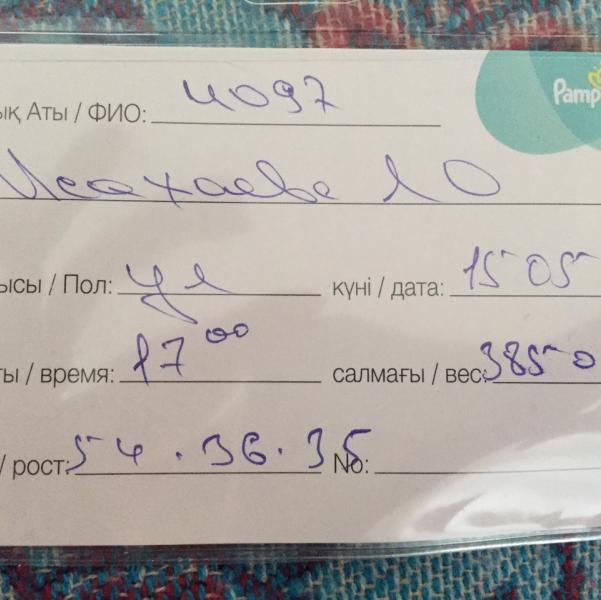 Pamp
ық Аты / ФИО: 4097
Исахаева
ысы / Пол: ул күні / дата: 15 05
ты / время: 17 00 салмағы / вес: 3850
/ рост: 54 . 36 . 35 No: